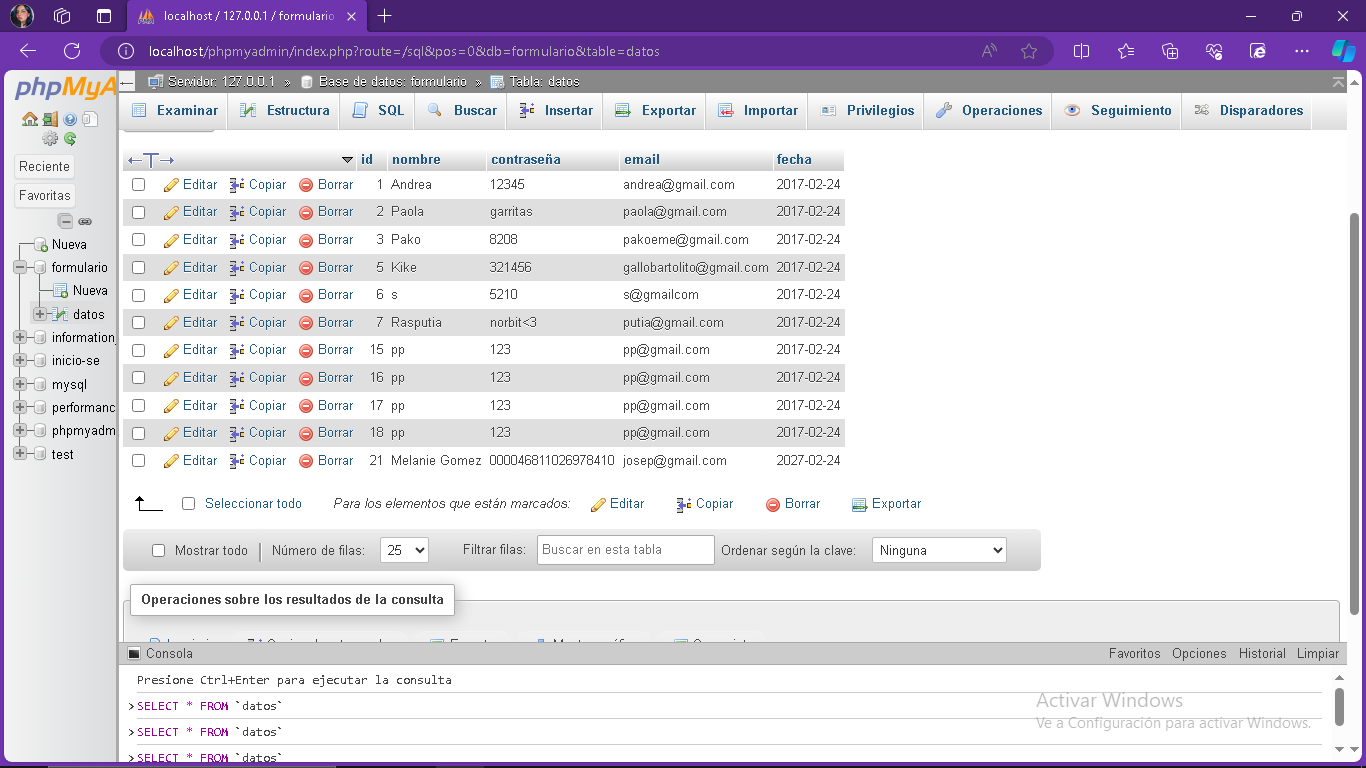 localhost / 127.0.0.1 / formulario
localhost/phpmyadmin/index.php?route=/sql&pos=0&db=formulario&table=datos
phpMyA
Reciente
Favoritas
Nueva
formulario
Nueva
datos
information_
inicio-se
mysql
performanc
phpmyadm
test
Servidor: 127.0.0.1 » Base de datos: formulario » Tabla: datos
Examinar Estructura SQL Buscar Insertar Exportar Importar Privilegios Operaciones Seguimiento Disparadores
←T→ id nombre contraseña email fecha
Editar Copiar Borrar 1 Andrea 12345 andrea@gmail.com 2017-02-24
Editar Copiar Borrar 2 Paola garritas paola@gmail.com 2017-02-24
Editar Copiar Borrar 3 Pako 8208 pakoeme@gmail.com 2017-02-24
Editar Copiar Borrar 5 Kike 321456 gallobartolito@gmail.com 2017-02-24
Editar Copiar Borrar 6 s 5210 s@gmailcom 2017-02-24
Editar Copiar Borrar 7 Rasputia norbit<3 putia@gmail.com 2017-02-24
Editar Copiar Borrar 15 pp 123 pp@gmail.com 2017-02-24
Editar Copiar Borrar 16 pp 123 pp@gmail.com 2017-02-24
Editar Copiar Borrar 17 pp 123 pp@gmail.com 2017-02-24
Editar Copiar Borrar 18 pp 123 pp@gmail.com 2017-02-24
Editar Copiar Borrar 21 Melanie Gomez 000046811026978410 josep@gmail.com 2027-02-24
Seleccionar todo Para los elementos que están marcados: Editar Copiar Borrar Exportar
Mostrar todo Número de filas: 25 Filtrar filas: Buscar en esta tabla Ordenar según la clave: Ninguna
Operaciones sobre los resultados de la consulta
Consola Favoritos Opciones Historial Limpiar
Presione Ctrl+Enter para ejecutar la consulta
>SELECT * FROM `datos`
>SELECT * FROM `datos`
>SELECT * FROM `datos`
Activar Windows
Ve a Configuración para activar Windows.